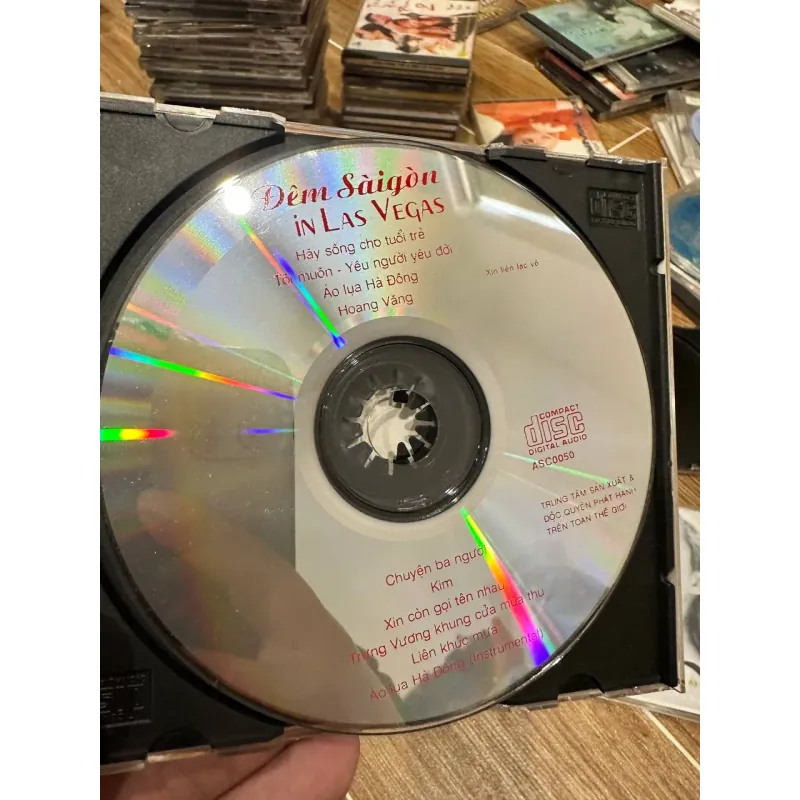 Đêm Sàigòn
iN LAS VEGAS
Hãy sống cho tuổi trẻ
Tôi muốn - Yêu người yêu đời
Áo lụa Hà Đông
Hoang Vắng
Xin liên lạc về
COMPACT
disc
DIGITAL AUDIO
ASC0050
TRUNG TÂM SẢN XUẤT &
ĐỘC QUYỀN PHÁT HÀNH
TRÊN TOÀN THẾ GIỚI
Chuyện ba người
Kim
Xin còn gọi tên nhau
Trưng Vương khung cửa mùa thu
Liên khúc mưa
Áo lụa Hà Đông (Instrumental)